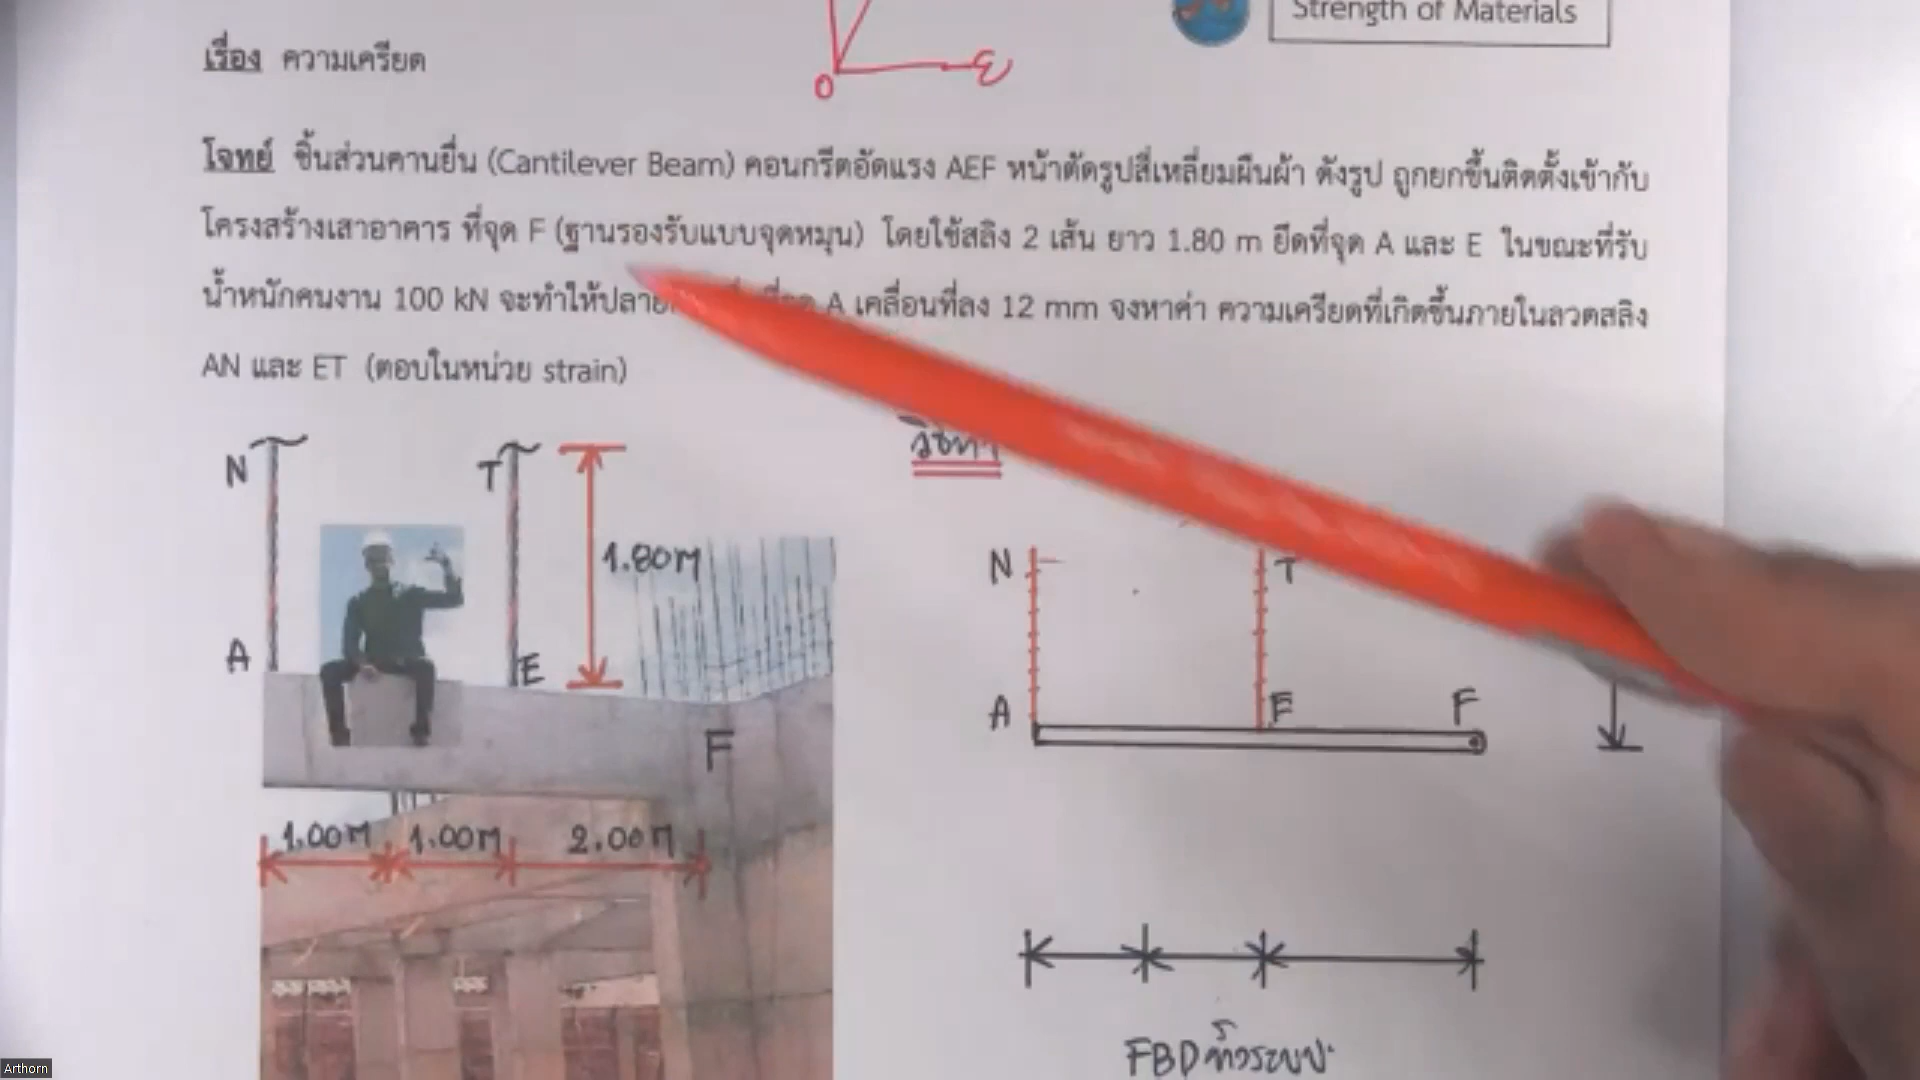 Strength of Materials
เรื่อง ความเครียด
ε
0
โจทย์ ชิ้นส่วนคานยื่น (Cantilever Beam) คอนกรีตอัดแรง AEF หน้าตัดรูปสี่เหลี่ยมผืนผ้า ดังรูป ถูกยกขึ้นติดตั้งเข้ากับ
โครงสร้างเสาอาคาร ที่จุด F (ฐานรองรับแบบจุดหมุน) โดยใช้สลิง 2 เส้น ยาว 1.80 m ยึดที่จุด A และ E ในขณะที่รับ
น้ำหนักคนงาน 100 kN จะทำให้ปลาย A เคลื่อนที่ลง 12 mm จงหาค่า ความเครียดที่เกิดขึ้นภายในลวดสลิง
AN และ ET (ตอบในหน่วย strain)
วิธีทำ
N T
1.80M
A E
F
1.00M 1.00M 2.00M
N T
A E F
FBD ทั้งระบบ
Arthorn